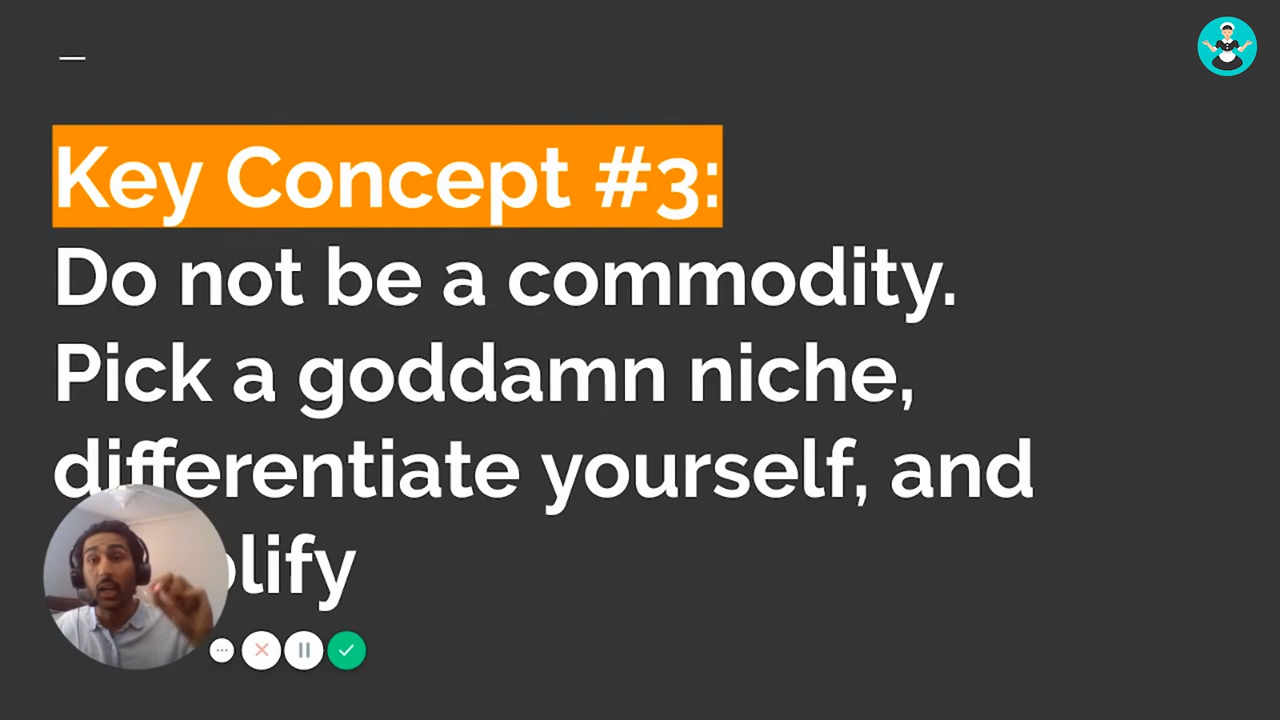 Key Concept #3:
Do not be a commodity.
Pick a goddamn niche,
differentiate yourself, and